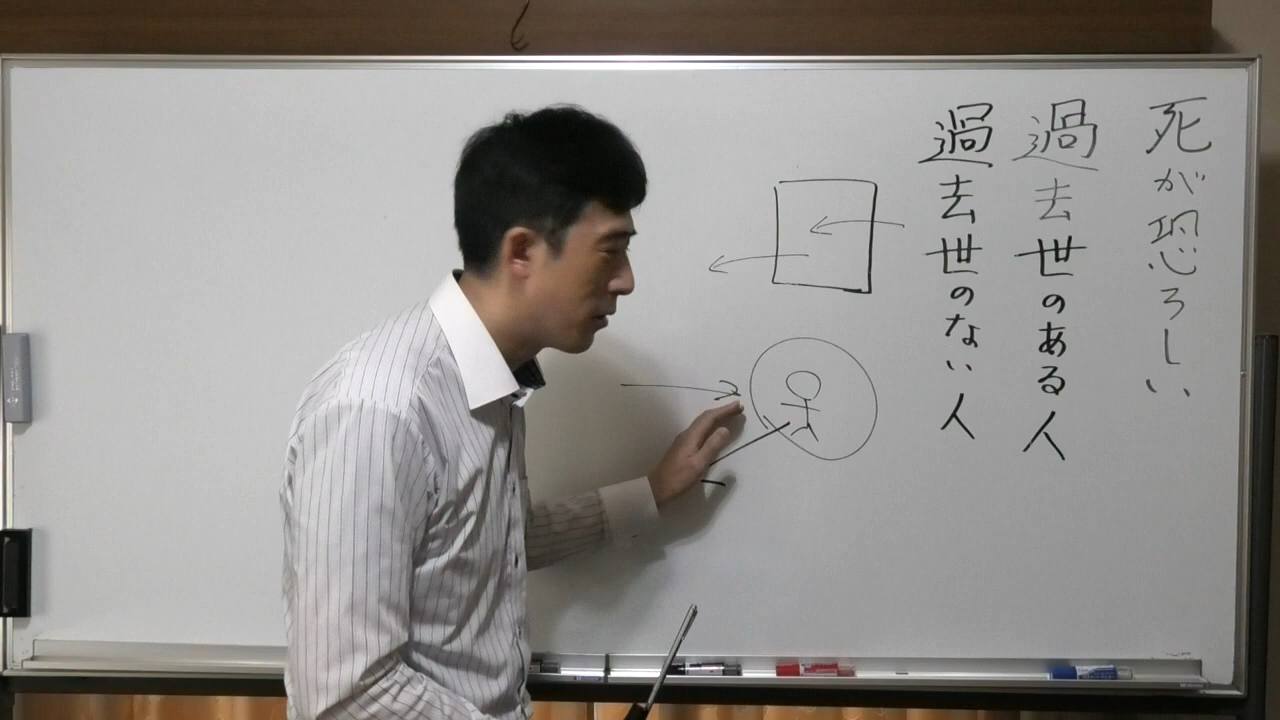 死が恐ろしい
過去世のある人
過去世のない人